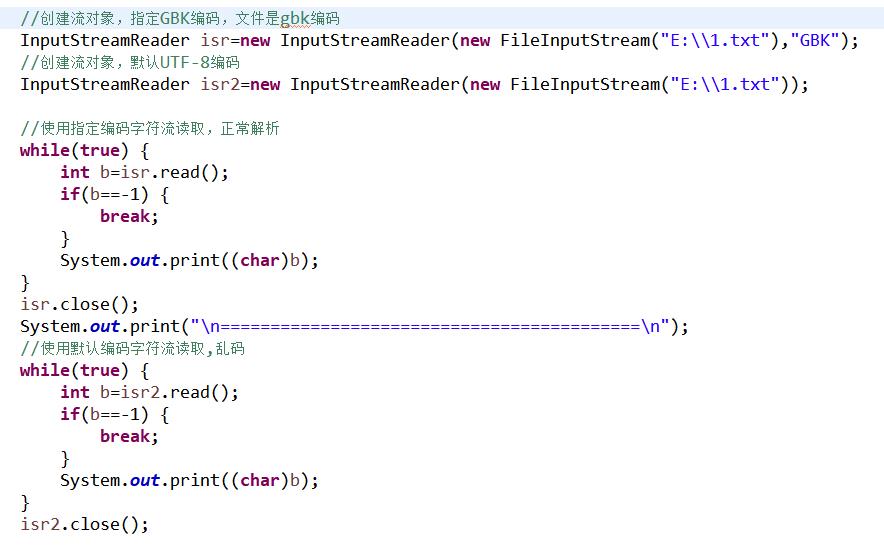 //创建流对象，指定GBK编码，文件是gbk编码
InputStreamReader isr=new InputStreamReader(new FileInputStream("E:\\1.txt"),"GBK");
//创建流对象，默认UTF-8编码
InputStreamReader isr2=new InputStreamReader(new FileInputStream("E:\\1.txt"));
//使用指定编码字符流读取，正常解析
while(true) {
int b=isr.read();
if(b==-1) {
break;
}
System.out.print((char)b);
}
isr.close();
System.out.print("\n==========================================\n");
//使用默认编码字符流读取,乱码
while(true) {
int b=isr2.read();
if(b==-1) {
break;
}
System.out.print((char)b);
}
isr2.close();